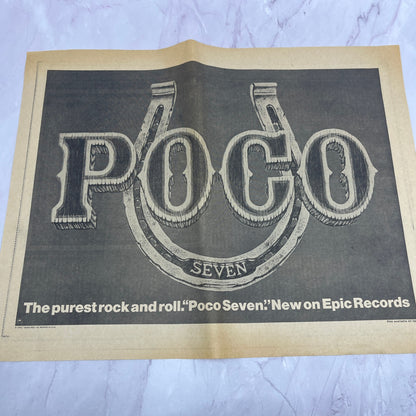 POCO
SEVEN
The purest rock and roll. "Poco Seven." New on Epic Records